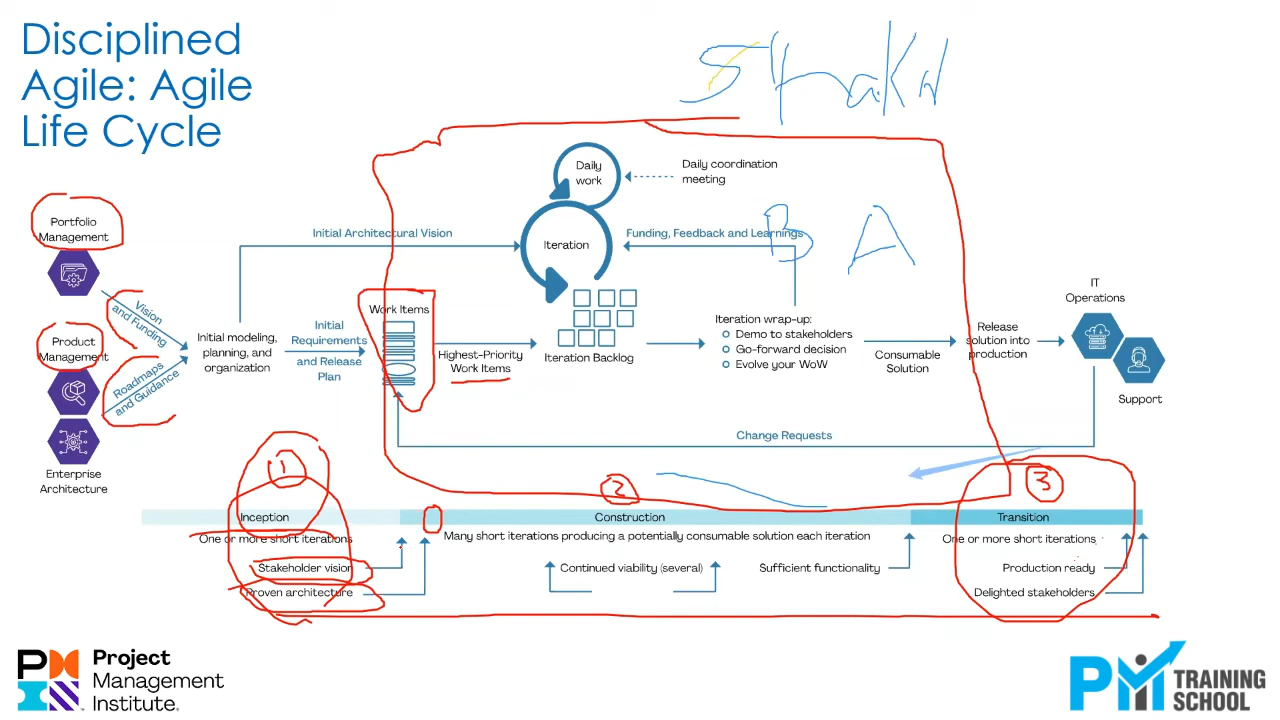 Disciplined
Agile: Agile
Life Cycle
Daily
work
Daily coordination
meeting
Portfolio
Management
Initial Architectural Vision
Iteration
Funding, Feedback and Learnings
B A
Vision
and Funding
IT
Operations
Product
Management
Initial modeling,
planning, and
organization
Initial
Requirements
and Release
Plan
Work Items
Highest-Priority
Work Items
Iteration Backlog
Iteration wrap-up:
Demo to stakeholders
Go-forward decision
Evolve your WoW
Consumable
Solution
Release
solution into
production
Support
Roadmaps
and Guidance
Change Requests
Enterprise
Architecture
1
2
3
Inception
Construction
Transition
One or more short iterations
Many short iterations producing a potentially consumable solution each iteration
One or more short iterations
Stakeholder vision
Continued viability (several)
Sufficient functionality
Production ready
Proven architecture
Delighted stakeholders
Project
Management
Institute.
PM TRAINING
SCHOOL